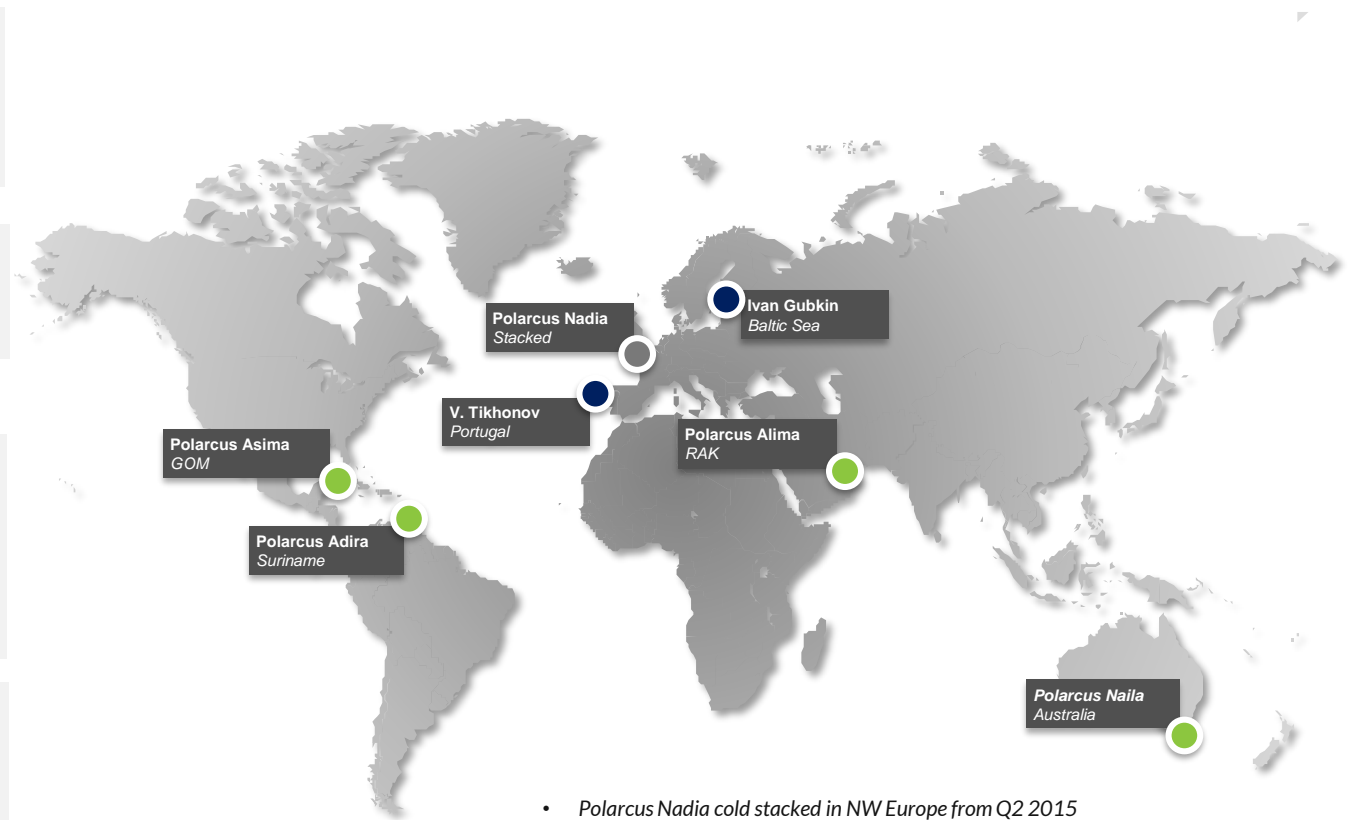 Ivan Gubkin
Baltic Sea
Polarcus Nadia
Stacked
V. Tikhonov
Portugal
Polarcus Alima
RAK
Polarcus Asima
GOM
Polarcus Adira
Suriname
Polarcus Naila
Australia
• Polarcus Nadia cold stacked in NW Europe from Q2 2015